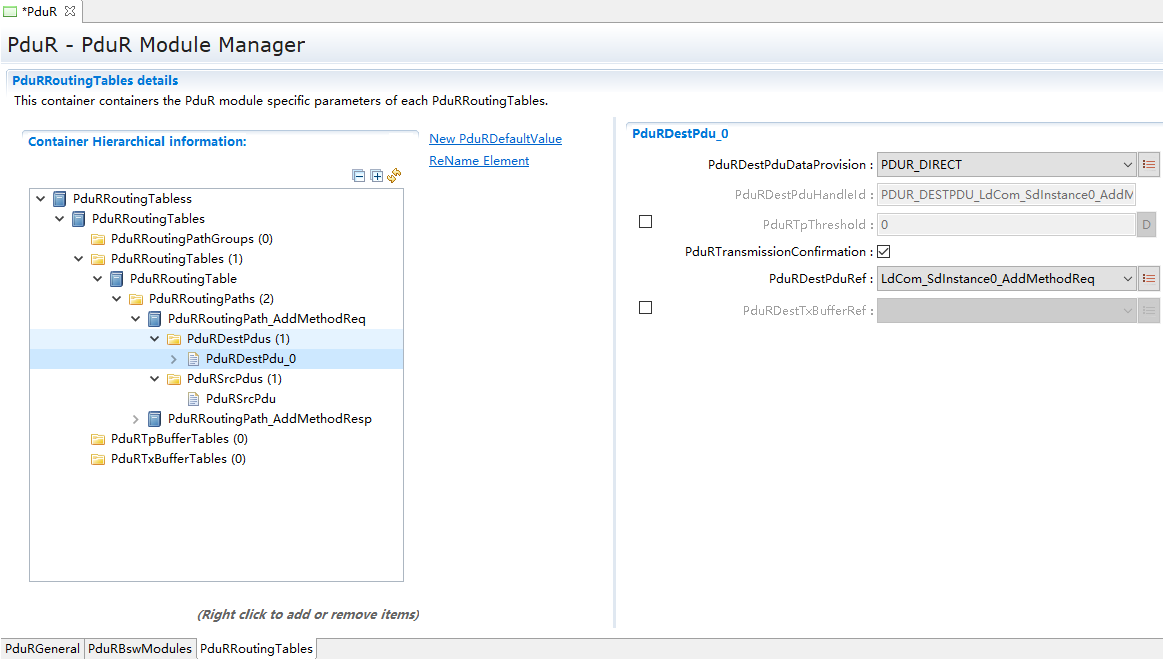 *PduR
PduR - PduR Module Manager
PduRRoutingTables details
This container containers the PduR module specific parameters of each PduRRoutingTables.
Container Hierarchical information:
New PduRDefaultValue
ReName Element
PduRRoutingTabless
PduRRoutingTables
PduRRoutingPathGroups (0)
PduRRoutingTables (1)
PduRRoutingTable
PduRRoutingPaths (2)
PduRRoutingPath_AddMethodReq
PduRDestPdus (1)
PduRDestPdu_0
PduRSrcPdus (1)
PduRSrcPdu
PduRRoutingPath_AddMethodResp
PduRTpBufferTables (0)
PduRTxBufferTables (0)
(Right click to add or remove items)
PduRDestPdu_0
PduRDestPduDataProvision : PDUR_DIRECT
PduRDestPduHandleId : PDUR_DESTPDU_LdCom_SdInstance0_AddM
PduRTpThreshold : 0 D
PduRTransmissionConfirmation :
PduRDestPduRef : LdCom_SdInstance0_AddMethodReq
PduRDestTxBufferRef :
PduRGeneral PduRBswModules PduRRoutingTables